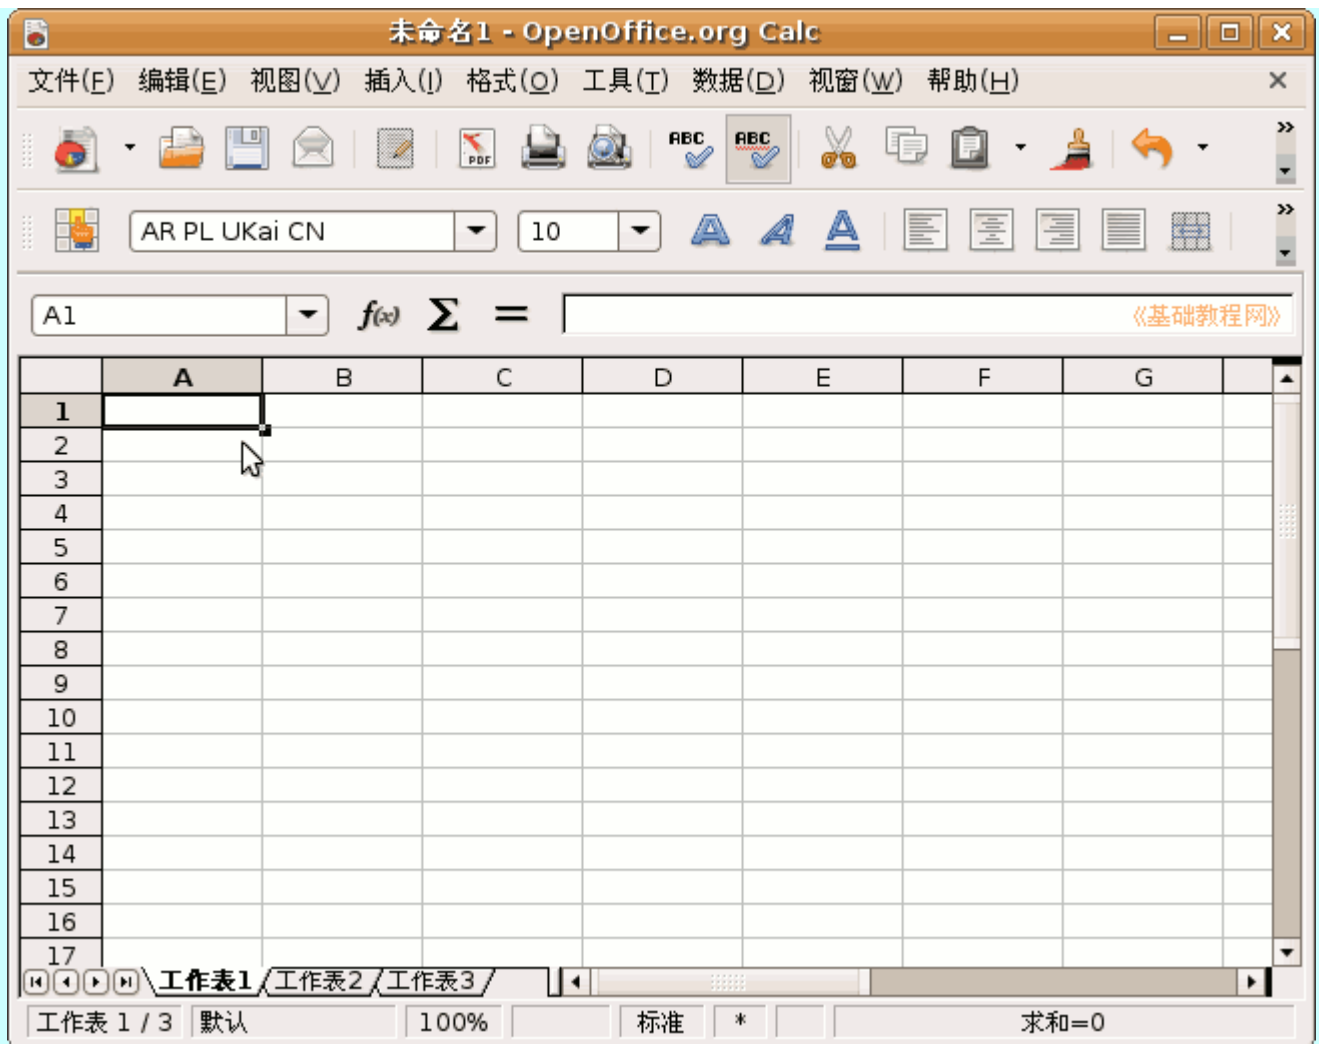 未命名1 - OpenOffice.org Calc
文件(F) 编辑(E) 视图(V) 插入(I) 格式(O) 工具(T) 数据(D) 视窗(W) 帮助(H)
PDF ABC ABC
AR PL UKai CN 10
A1 f(x) Σ = 《基础教程网》
A B C D E F G
1
2
3
4
5
6
7
8
9
10
11
12
13
14
15
16
17
工作表1 工作表2 工作表3
工作表 1 / 3 默认 100% 标准 * 求和=0